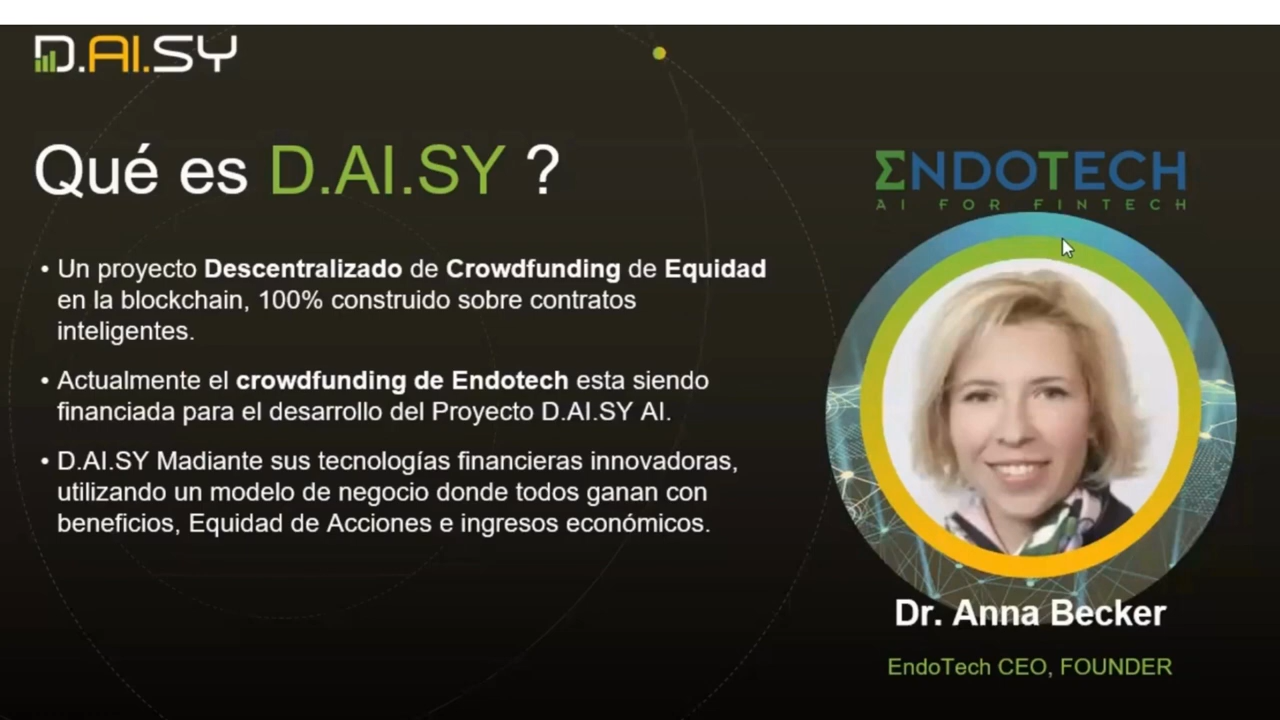 D.AI.SY
Qué es D.AI.SY ?
• Un proyecto Descentralizado de Crowdfunding de Equidad
en la blockchain, 100% construido sobre contratos
inteligentes.
• Actualmente el crowdfunding de Endotech esta siendo
financiada para el desarrollo del Proyecto D.AI.SY AI.
• D.AI.SY Madiante sus tecnologías financieras innovadoras,
utilizando un modelo de negocio donde todos ganan con
beneficios, Equidad de Acciones e ingresos económicos.
ΣNDOTECH
AI FOR FINTECH
Dr. Anna Becker
EndoTech CEO, FOUNDER